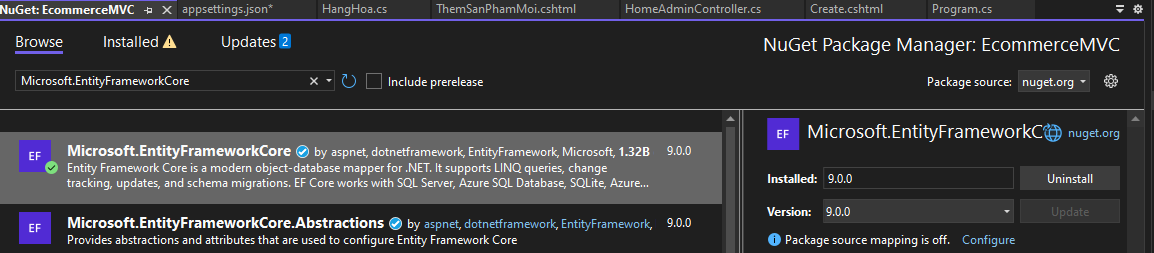 NuGet: EcommerceMVC appsettings.json* HangHoa.cs ThemSanPhamMoi.cshtml HomeAdminController.cs Create.cshtml Program.cs
Browse Installed Updates 2
NuGet Package Manager: EcommerceMVC
Microsoft.EntityFrameworkCore
Include prerelease
Package source: nuget.org
EF
Microsoft.EntityFrameworkCore by aspnet, dotnetframework, EntityFramework, Microsoft, 1.32B 9.0.0
Entity Framework Core is a modern object-database mapper for .NET. It supports LINQ queries, change
tracking, updates, and schema migrations. EF Core works with SQL Server, Azure SQL Database, SQLite, Azure...
EF
Microsoft.EntityFrameworkCore.Abstractions by aspnet, dotnetframework, EntityFramework, 9.0.0
Provides abstractions and attributes that are used to configure Entity Framework Core
EF
Microsoft.EntityFrameworkC nuget.org
Installed: 9.0.0 Uninstall
Version: 9.0.0 Update
Package source mapping is off. Configure